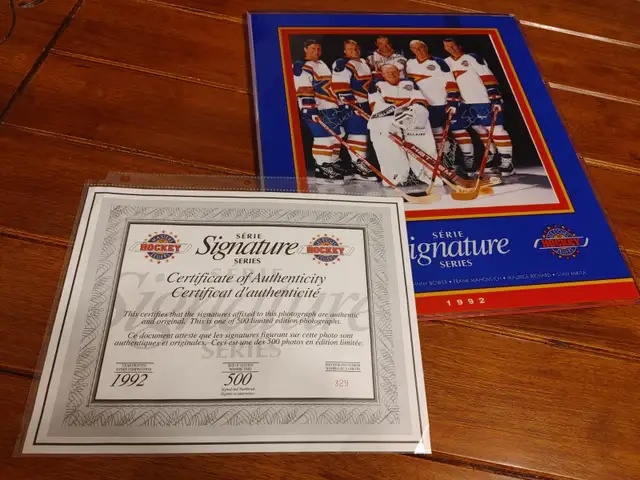 SÉRIE
Signature
SERIES
HOCKEY
1992
SÉRIE
Signature
SERIES
HOCKEY
HOCKEY
Certificate of Authenticity
Certificat d'authenticité
This certifies that the signatures affixed to this photograph are authentic
and original. This is one of 500 limited edition photographs.
Ce document atteste que les signatures figurant sur cette photo sont
authentiques et originales. Ceci est une des 500 photos en édition limitée.
1992
500
329